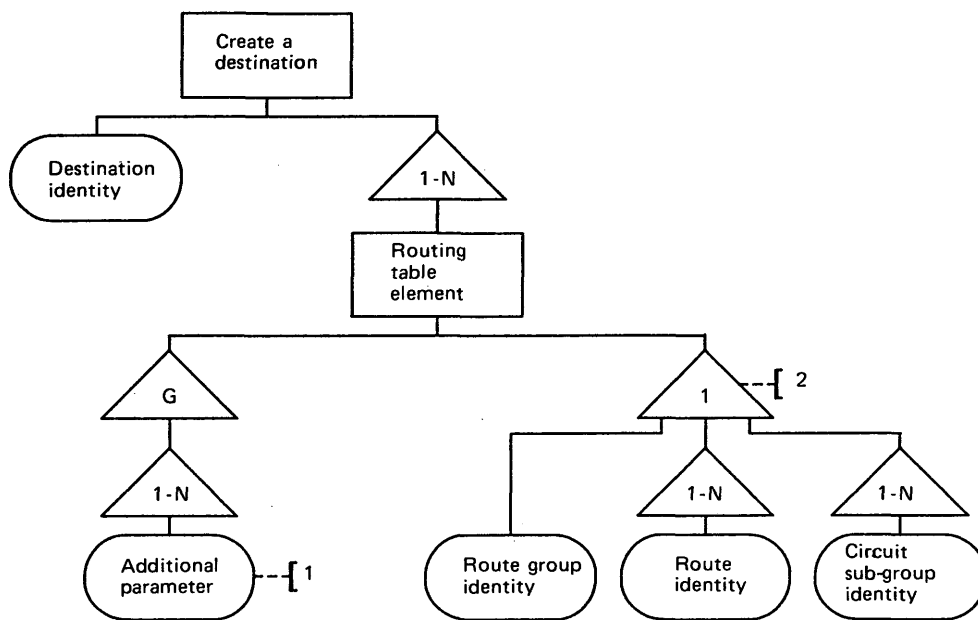 Create a
destination
Destination
identity
1-N
Routing
table
element
G
1
2
1-N
1-N
1-N
Additional
parameter
1
Route group
identity
Route
identity
Circuit
sub-group
identity